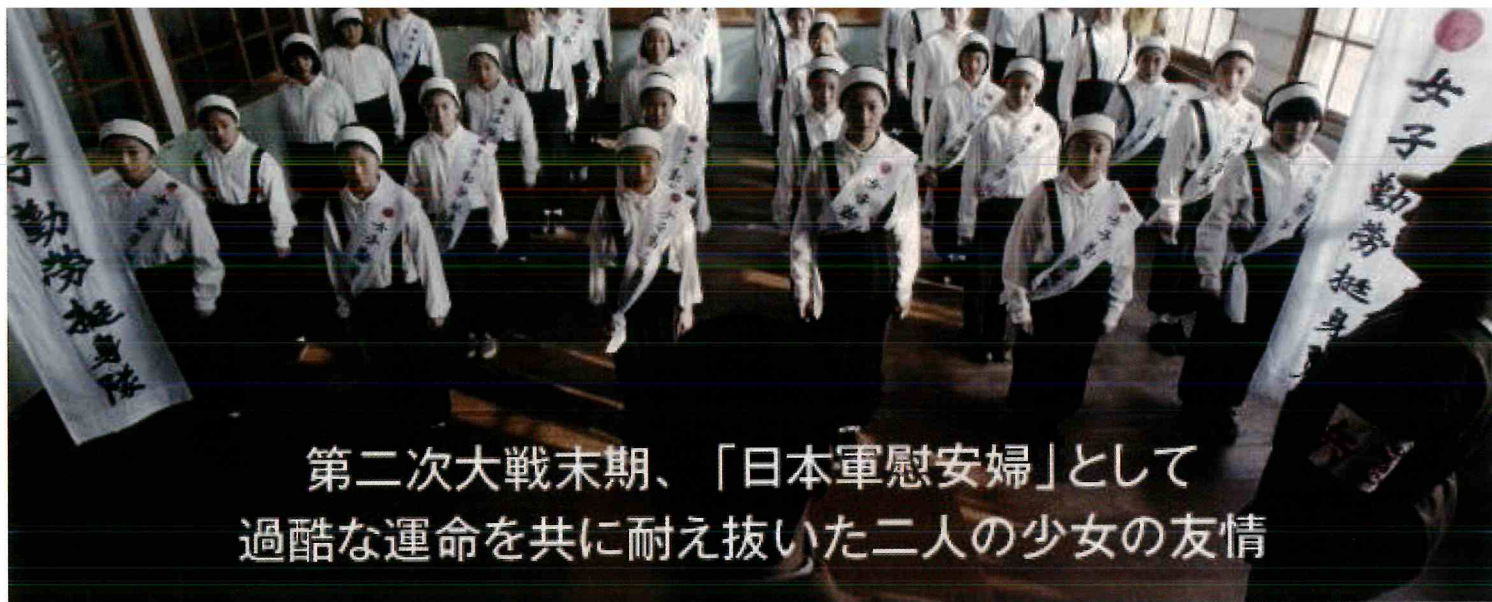 女子勤労挺身隊
子勤労挺身隊
第二次大戦末期、「日本軍慰安婦」として
過酷な運命を共に耐え抜いた二人の少女の友情